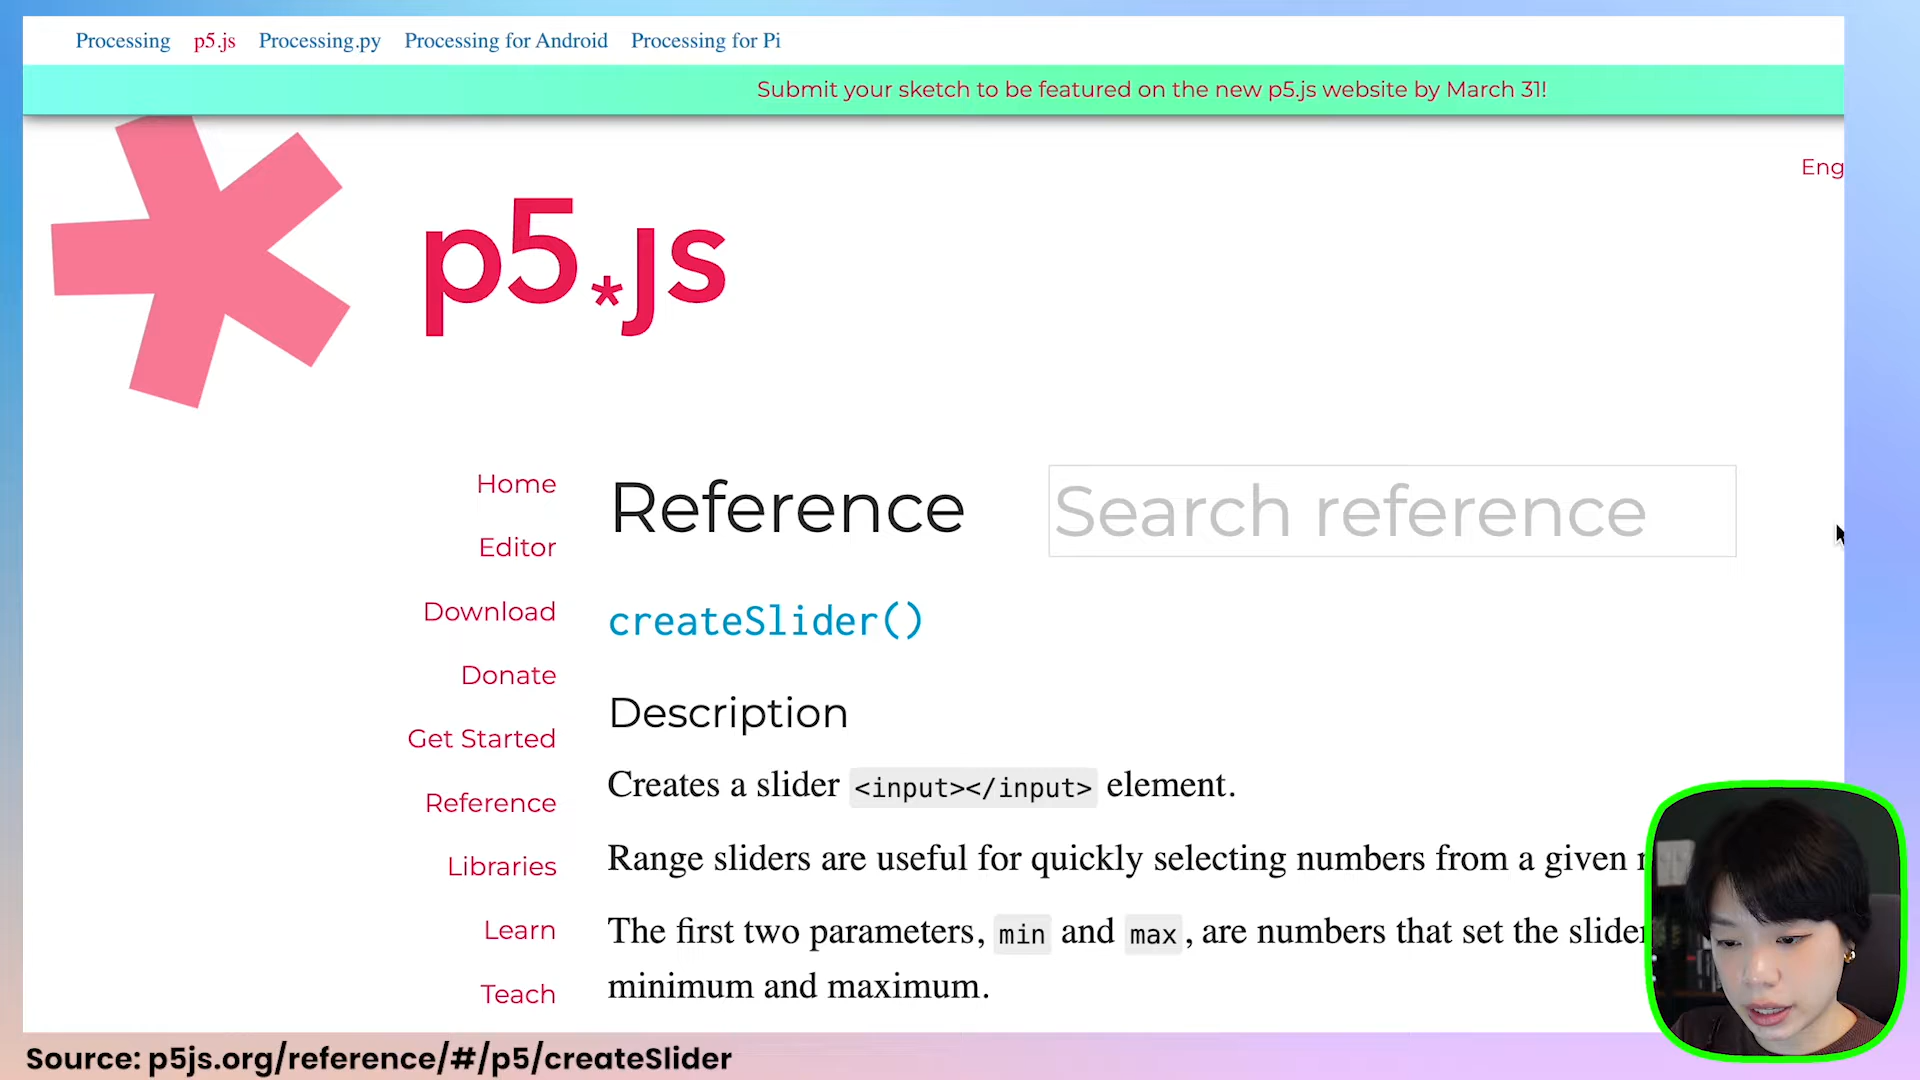 Processing p5.js Processing.py Processing for Android Processing for Pi
Submit your sketch to be featured on the new p5.js website by March 31!
Eng
p5.*js
Home
Editor
Download
Donate
Get Started
Reference
Libraries
Learn
Teach
Reference
Search reference
createSlider()
Description
Creates a slider <input></input> element.
Range sliders are useful for quickly selecting numbers from a given
The first two parameters, min and max, are numbers that set the slider
minimum and maximum.
Source: p5js.org/reference/#/p5/createSlider